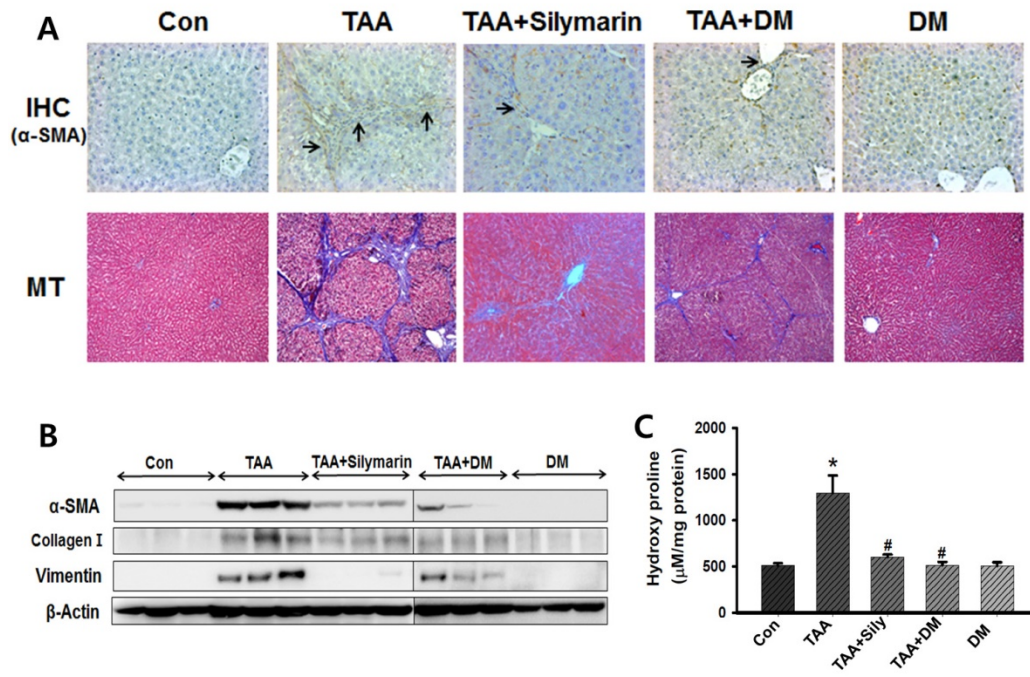 A
Con TAA TAA+Silymarin TAA+DM DM
IHC
(α-SMA)
MT
B
Con TAA TAA+Silymarin TAA+DM DM
α-SMA
Collagen I
Vimentin
β-Actin
C
Hydroxy proline
(μM/mg protein)
2000
1500
1000
500
0
*
#
#
Con TAA TAA+Sily TAA+DM DM